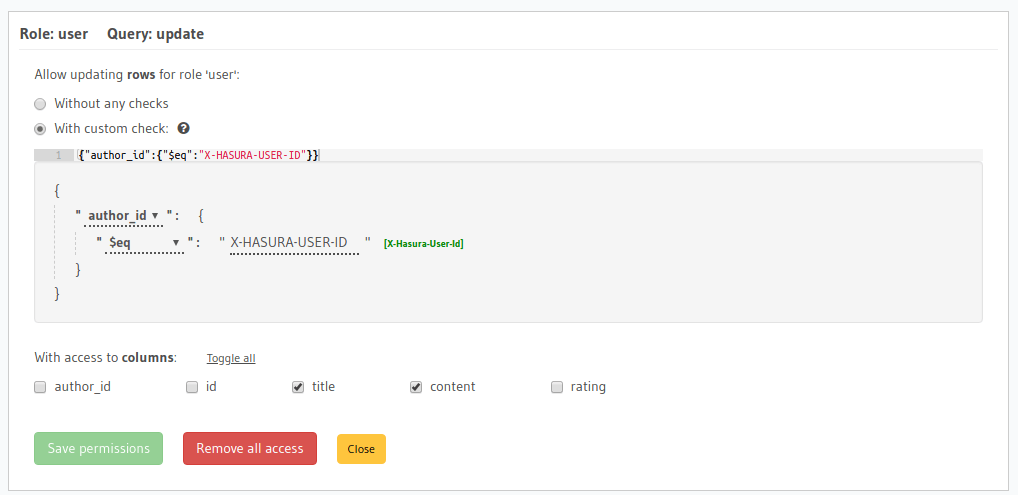 Role: user Query: update
Allow updating rows for role 'user':
Without any checks
With custom check: ?
1 {"author_id":{"$eq":"X-HASURA-USER-ID"}}
{
" author_id ▼ ": {
" $eq ▼ ": " X-HASURA-USER-ID " [X-Hasura-User-Id]
}
}
With access to columns: Toggle all
author_id id title content rating
Save permissions Remove all access Close